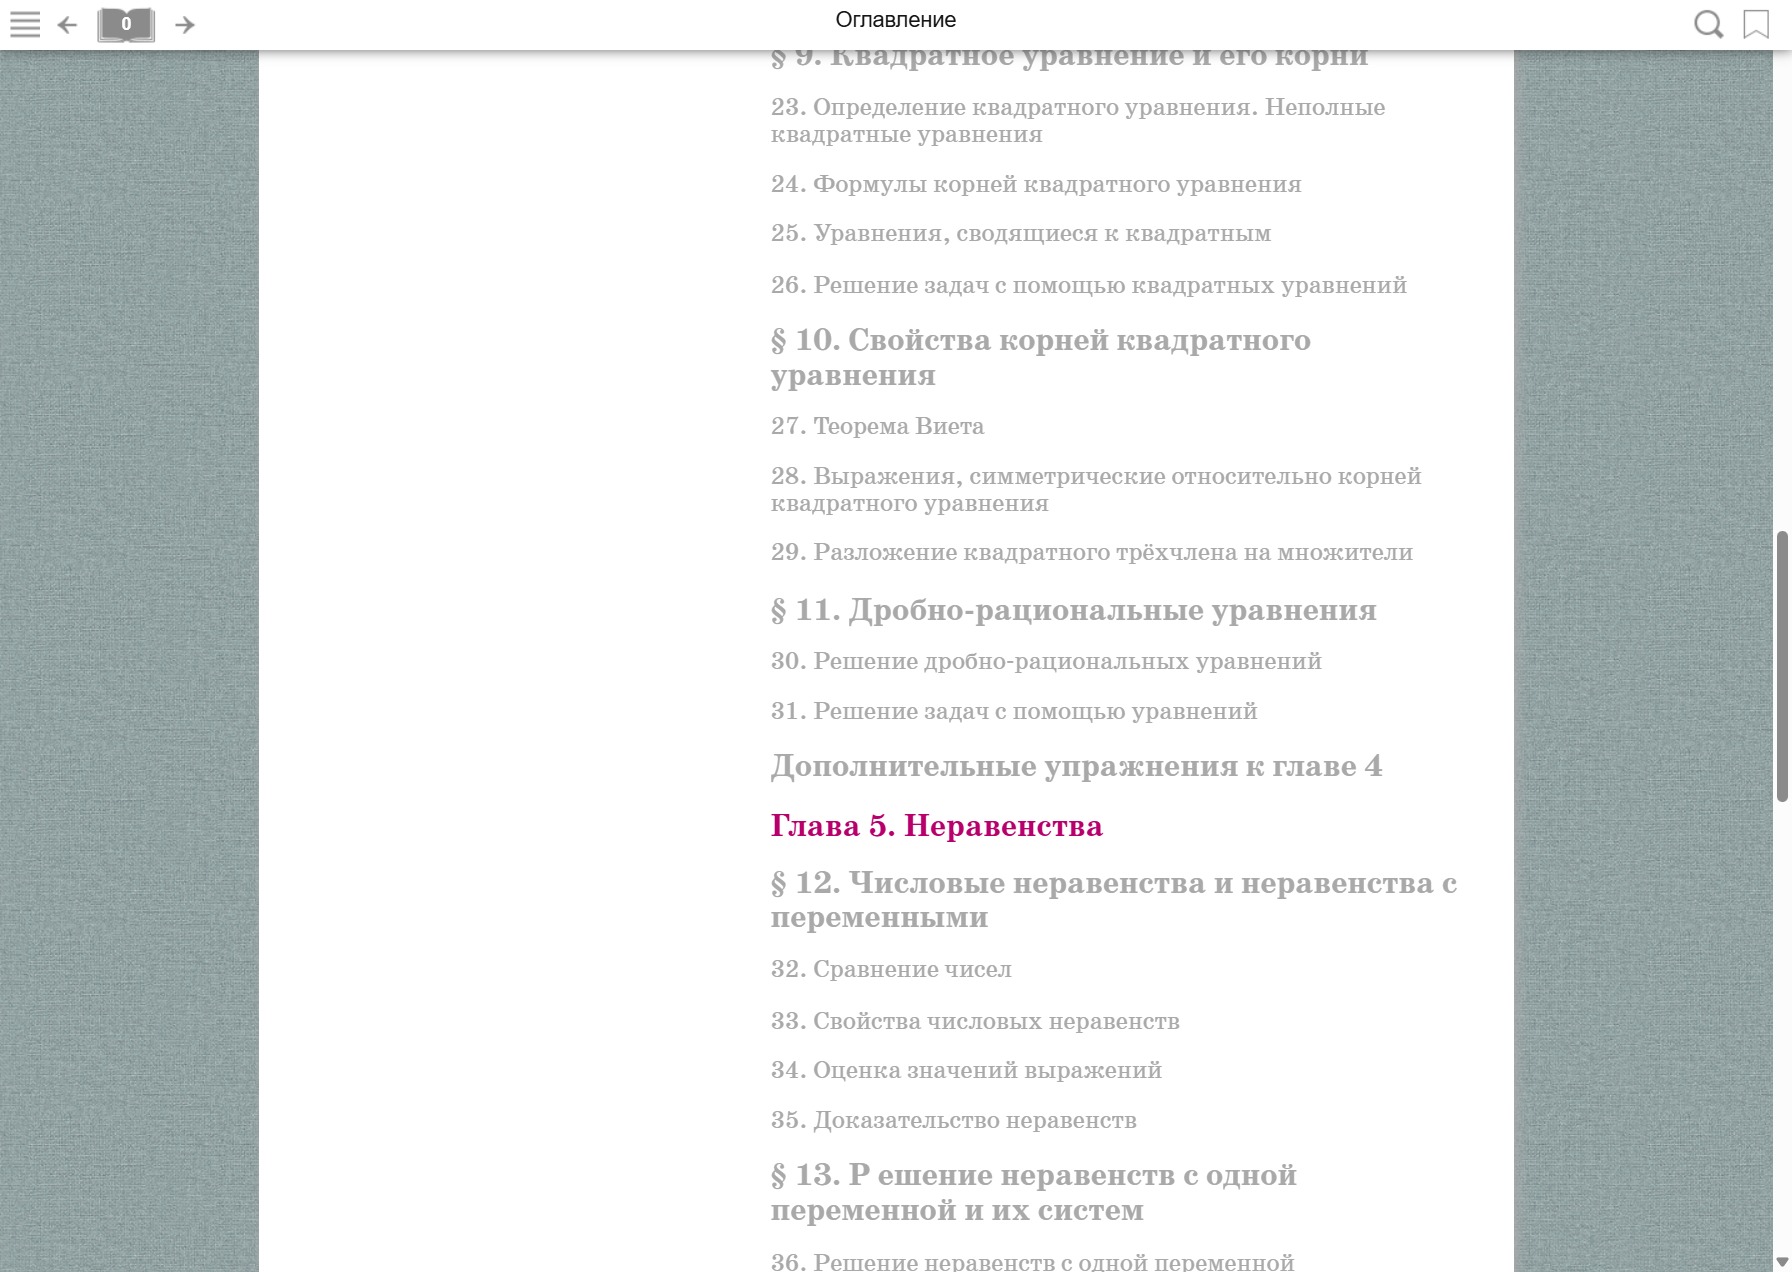 0
Оглавление
§ 9. Квадратное уравнение и его корни
23. Определение квадратного уравнения. Неполные
квадратные уравнения
24. Формулы корней квадратного уравнения
25. Уравнения, сводящиеся к квадратным
26. Решение задач с помощью квадратных уравнений
§ 10. Свойства корней квадратного
уравнения
27. Теорема Виета
28. Выражения, симметрические относительно корней
квадратного уравнения
29. Разложение квадратного трёхчлена на множители
§ 11. Дробно-рациональные уравнения
30. Решение дробно-рациональных уравнений
31. Решение задач с помощью уравнений
Дополнительные упражнения к главе 4
Глава 5. Неравенства
§ 12. Числовые неравенства и неравенства с
переменными
32. Сравнение чисел
33. Свойства числовых неравенств
34. Оценка значений выражений
35. Доказательство неравенств
§ 13. Р ешение неравенств с одной
переменной и их систем
36. Решение неравенств с одной переменной